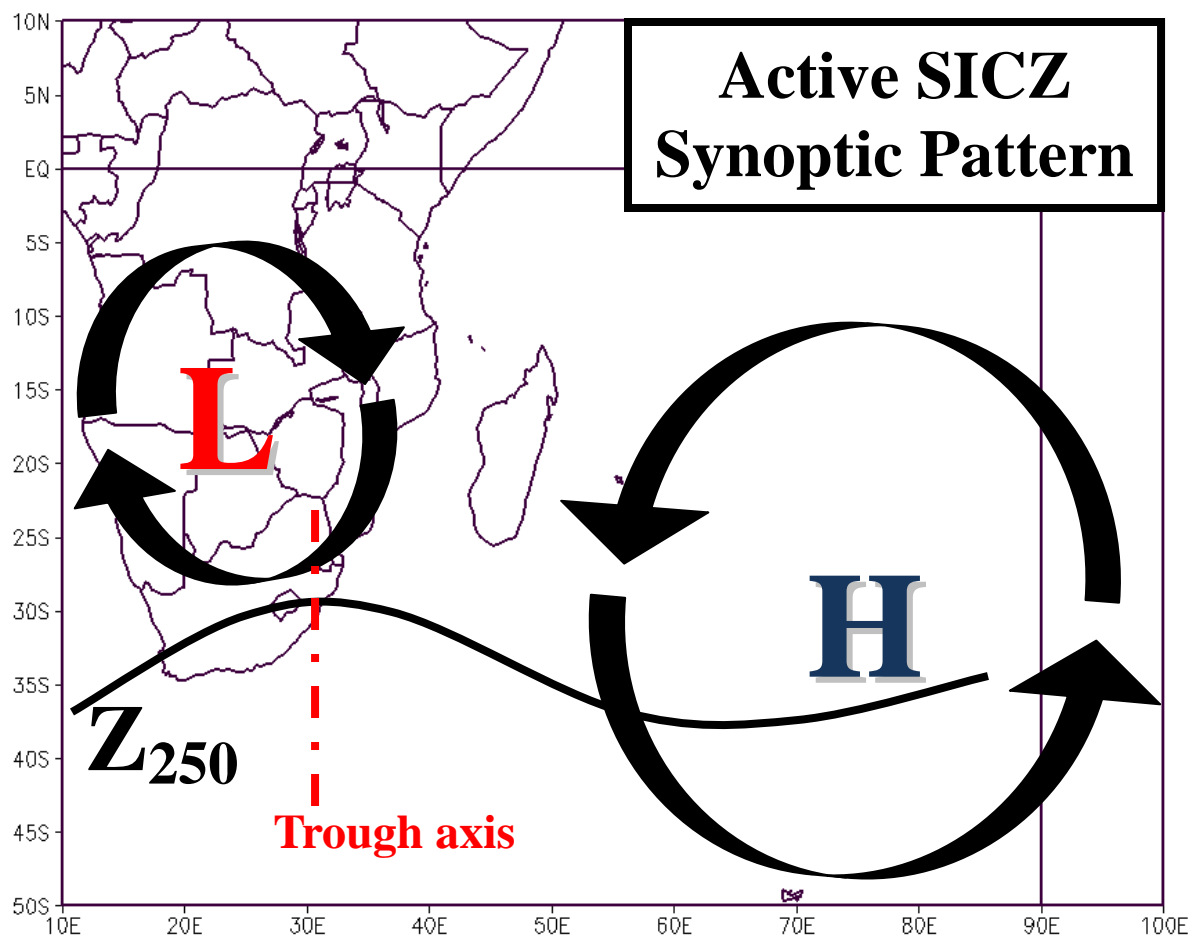 Active SICZ
Synoptic Pattern
10N
5N
EQ
5S
10S
15S
20S
25S
30S
35S
40S
45S
50S
L
H
Z250
Trough axis
10E 20E 30E 40E 50E 60E 70E 80E 90E 100E